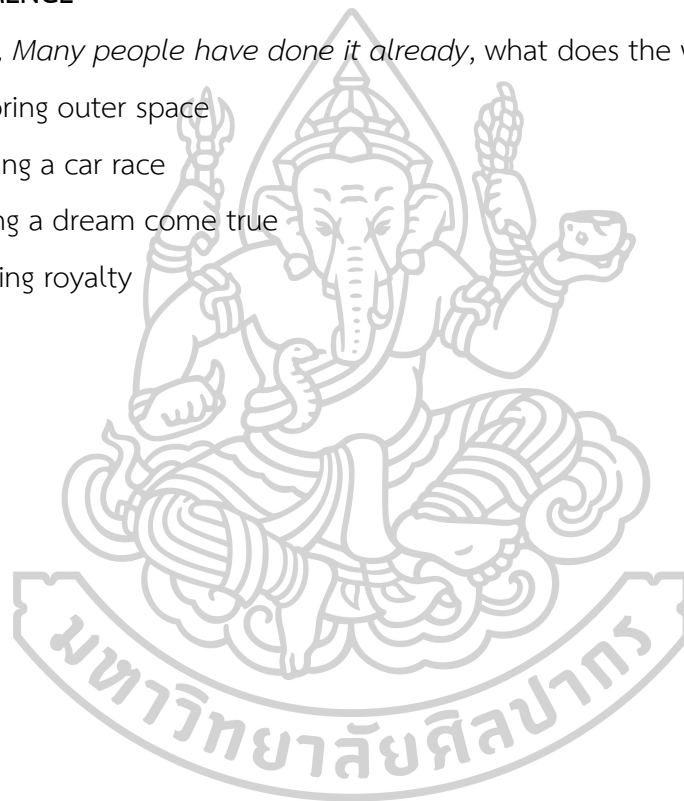 , Many people have done it already, what does the
oring outer space
ng a car race
ng a dream come true
ing royalty
มหาวิทยาลัยศิลปากร